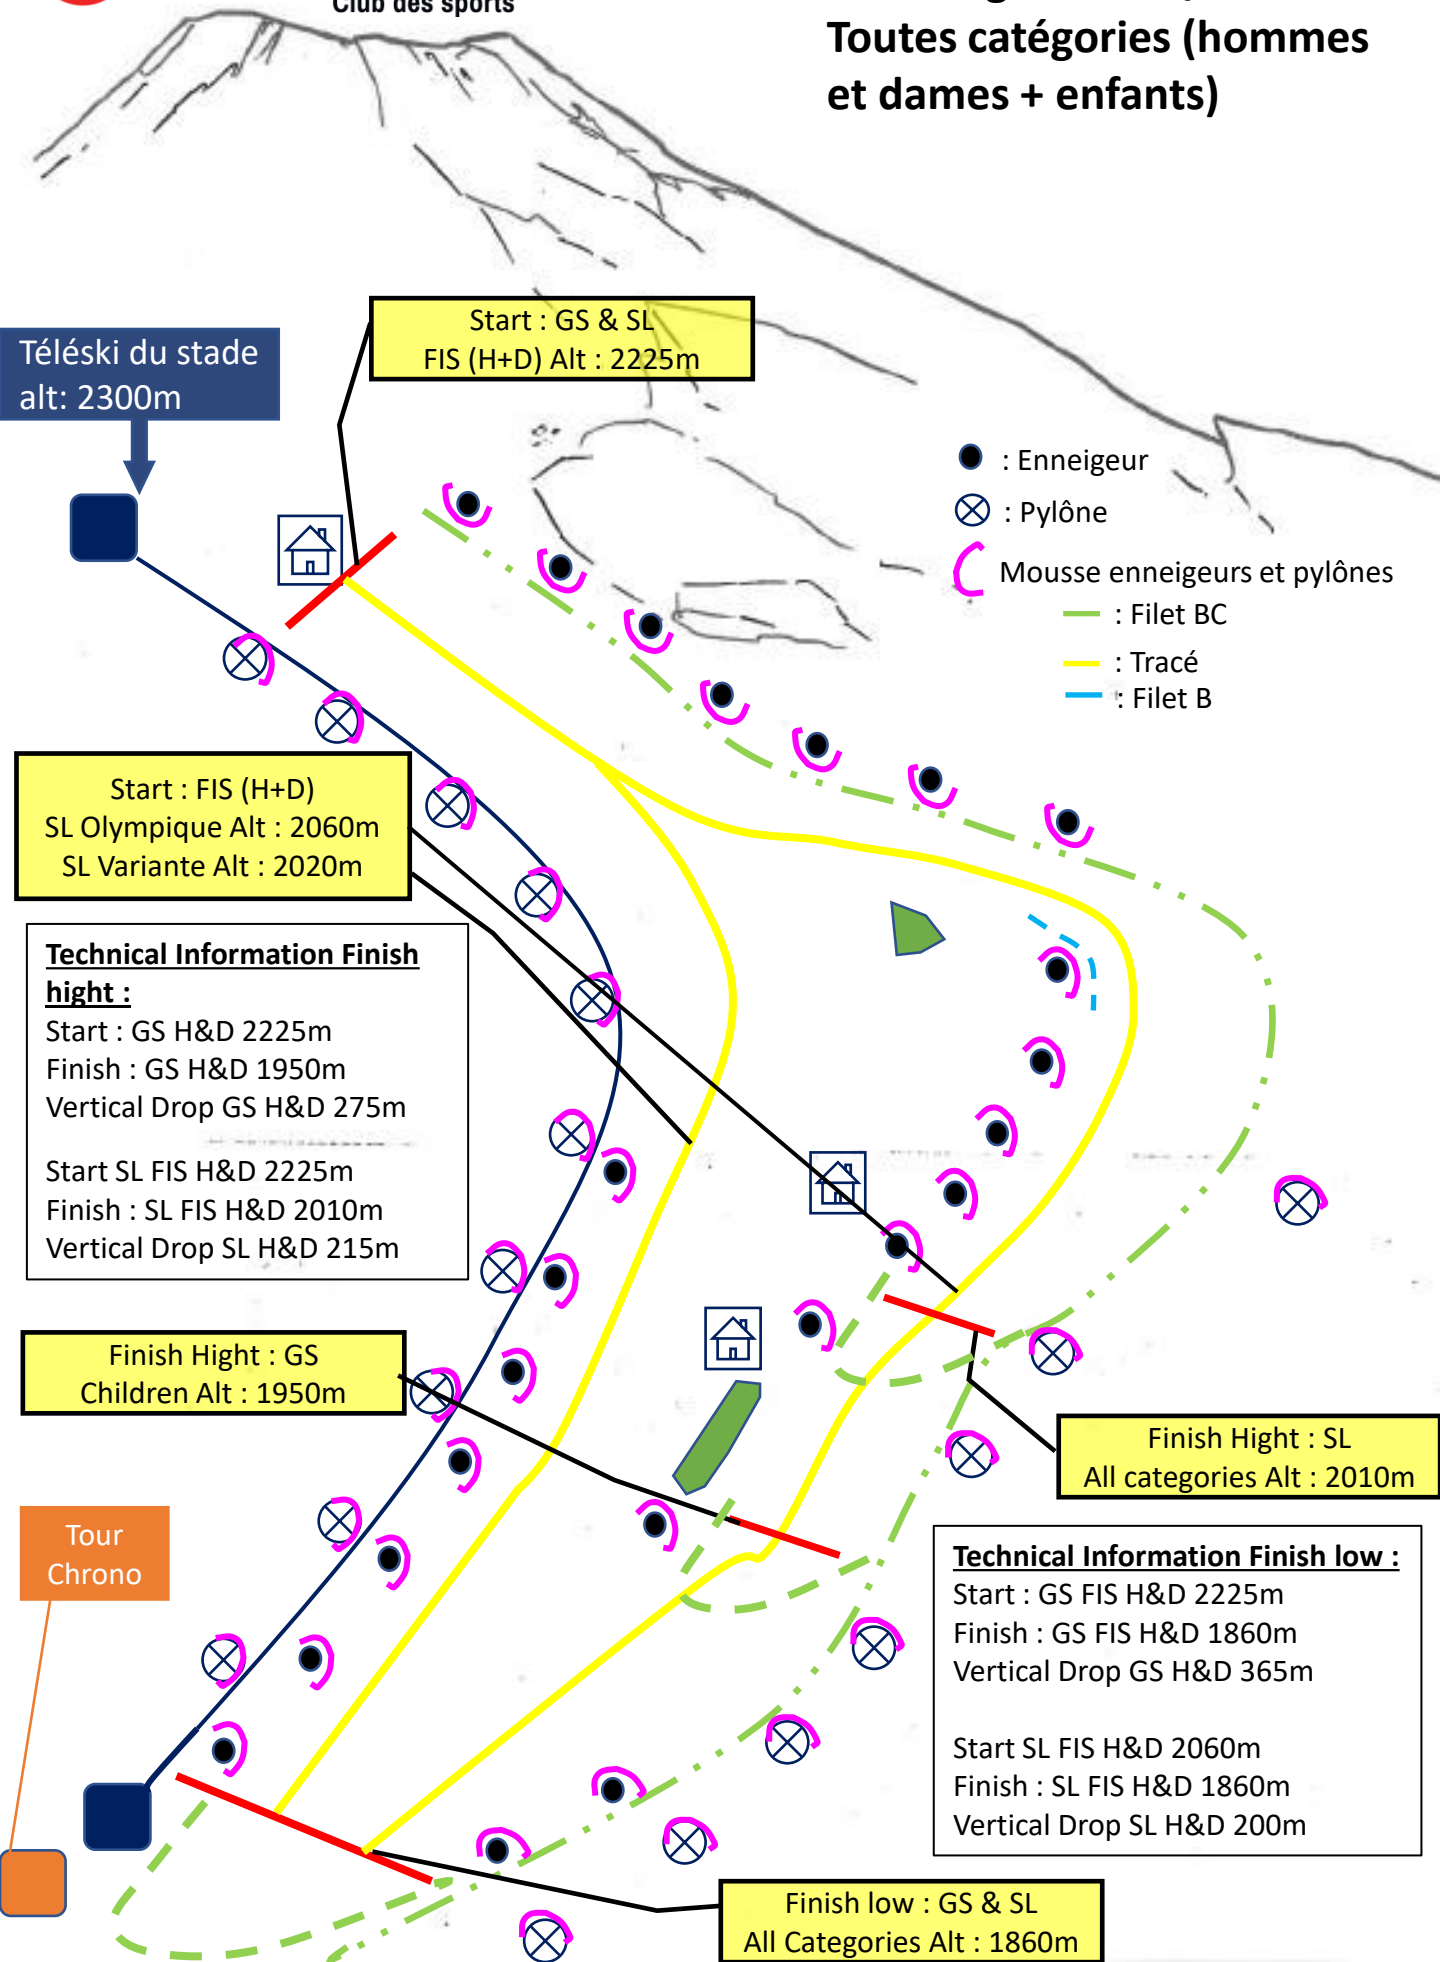 Club des sports
Toutes catégories (hommes
et dames + enfants)
Start : GS & SL
FIS (H+D) Alt : 2225m
Téléski du stade
alt: 2300m
: Enneigeur
: Pylône
Mousse enneigeurs et pylônes
: Filet BC
: Tracé
: Filet B
Start : FIS (H+D)
SL Olympique Alt : 2060m
SL Variante Alt : 2020m
Technical Information Finish
hight :
Start : GS H&D 2225m
Finish : GS H&D 1950m
Vertical Drop GS H&D 275m
Start SL FIS H&D 2225m
Finish : SL FIS H&D 2010m
Vertical Drop SL H&D 215m
Finish Hight : GS
Children Alt : 1950m
Finish Hight : SL
All categories Alt : 2010m
Tour
Chrono
Technical Information Finish low :
Start : GS FIS H&D 2225m
Finish : GS FIS H&D 1860m
Vertical Drop GS H&D 365m
Start SL FIS H&D 2060m
Finish : SL FIS H&D 1860m
Vertical Drop SL H&D 200m
Finish low : GS & SL
All Categories Alt : 1860m